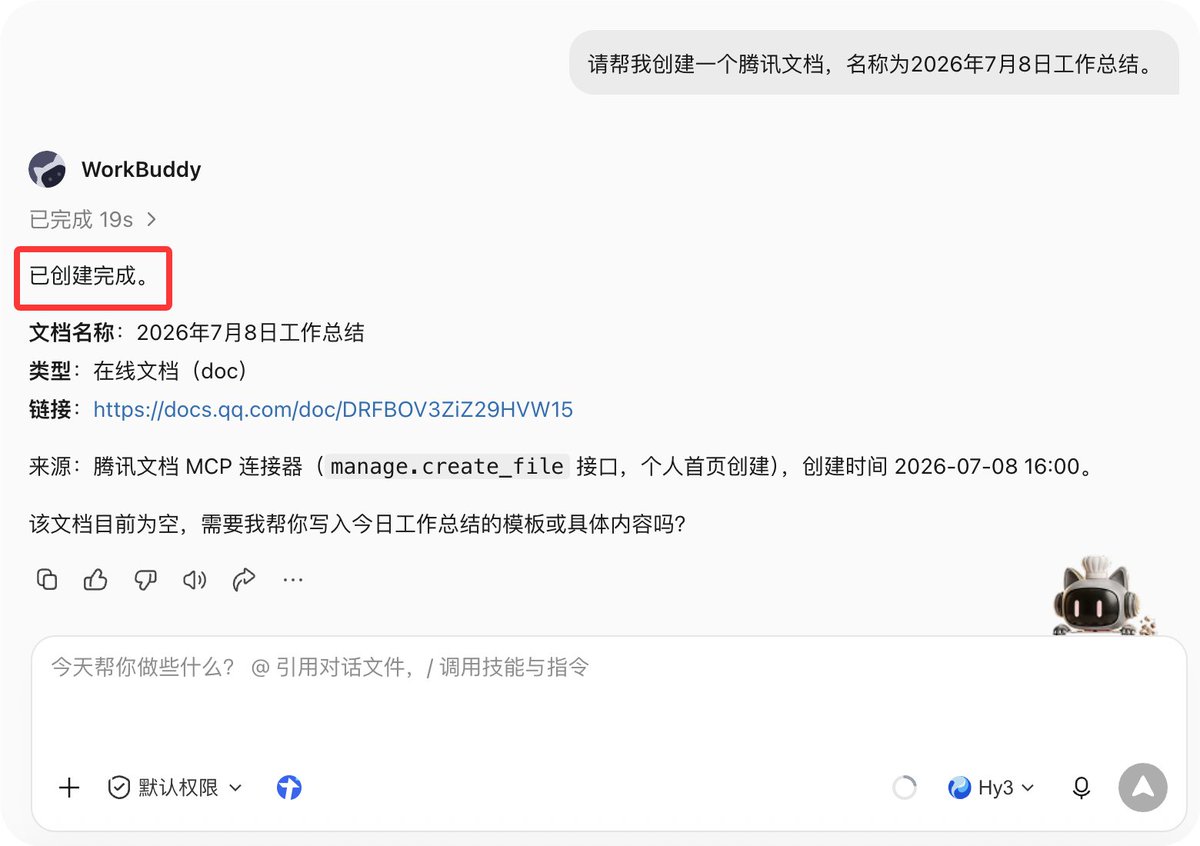 请帮我创建一个腾讯文档，名称为2026年7月8日工作总结。
WorkBuddy
已完成 19s >
已创建完成。
文档名称：2026年7月8日工作总结
类型：在线文档（doc）
链接：https://docs.qq.com/doc/DRFBOV3ZiZ29HVW15
来源：腾讯文档 MCP 连接器（manage.create_file 接口，个人首页创建），创建时间 2026-07-08 16:00。
该文档目前为空，需要我帮你写入今日工作总结的模板或具体内容吗？
今天帮你做些什么？ @ 引用对话文件，/ 调用技能与指令
默认权限 Hy3